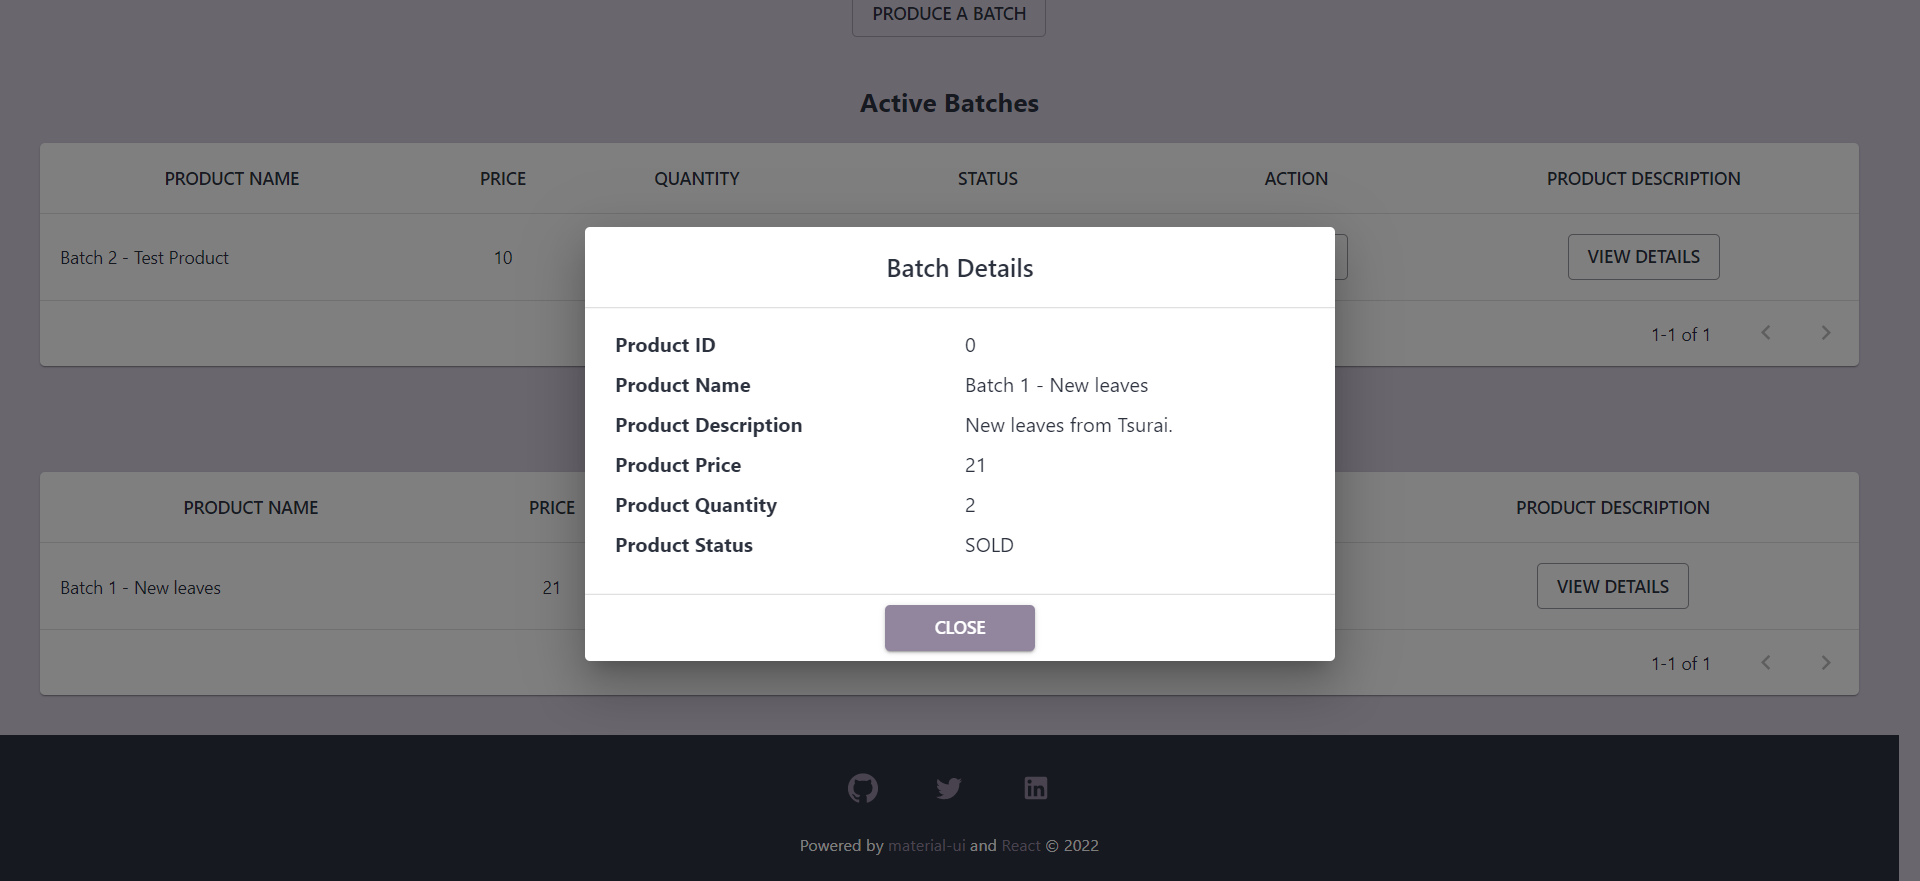 PRODUCE A BATCH
Active Batches
PRODUCT NAME PRICE QUANTITY STATUS ACTION PRODUCT DESCRIPTION
Batch 2 - Test Product 10 VIEW DETAILS
1-1 of 1
Batch Details
Product ID 0
Product Name Batch 1 - New leaves
Product Description New leaves from Tsurai.
Product Price 21
Product Quantity 2
Product Status SOLD
CLOSE
PRODUCT NAME PRICE PRODUCT DESCRIPTION
Batch 1 - New leaves 21 VIEW DETAILS
1-1 of 1
Powered by material-ui and React © 2022